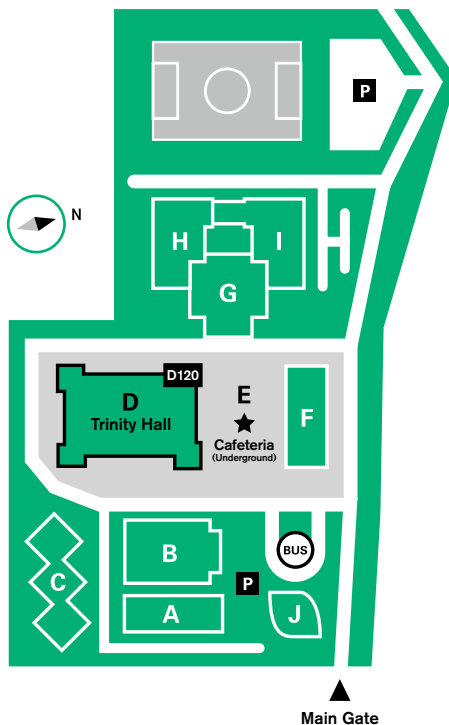 P
N
H
I
G
D120
D
Trinity Hall
E
Cafeteria
(Underground)
F
B
BUS
C
P
A
J
Main Gate